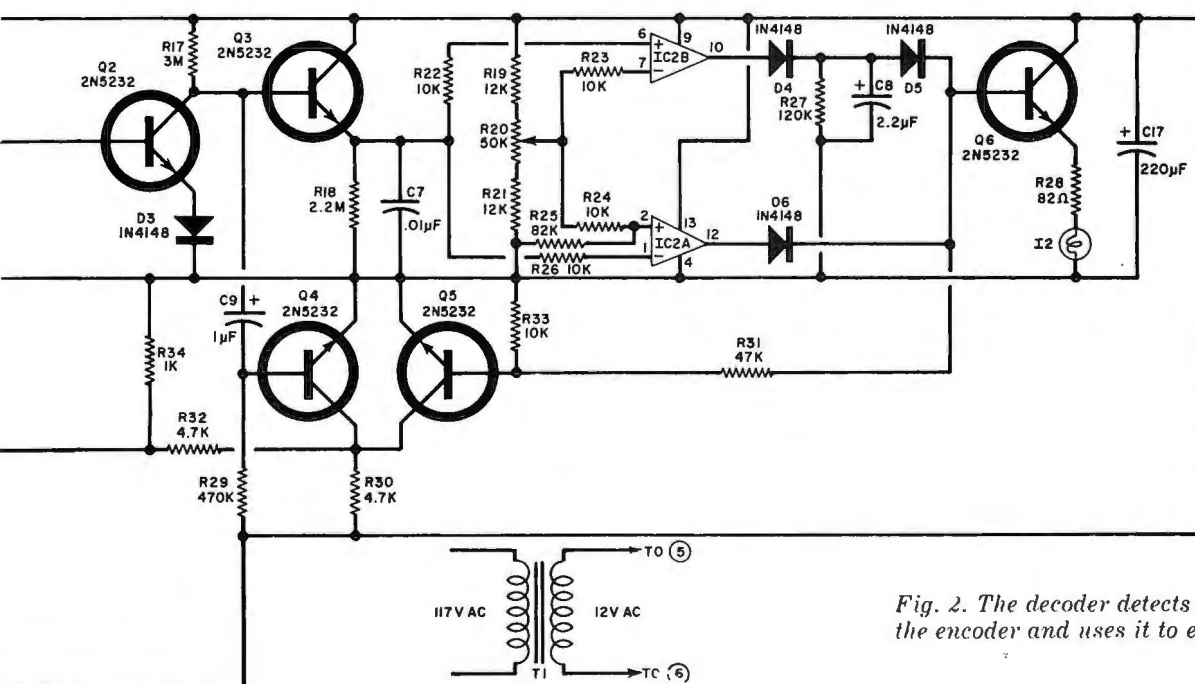 R17
3M
Q2
2N5232
Q3
2N5232
R22
10K
R19
12K
R20
50K
R21
12K
R23
10K
6
+
7
-
IC2B
9
10
1N4148
D4
R27
120K
+
C8
2.2µF
1N4148
D5
Q6
2N5232
+
C17
220µF
R28
82Ω
I2
D3
1N4148
R18
2.2M
C7
.01µF
R24
10K
R25
82K
R26 10K
2
+
1
-
IC2A
13
4
12
D6
1N4148
C9
+
1µF
Q4
2N5232
Q5
2N5232
R33
10K
R31
47K
R34
1K
R32
4.7K
R29
470K
R30
4.7K
117V AC
12V AC
T1
TO 5
TO 6
Fig. 2. The decoder detects
the encoder and uses it to e